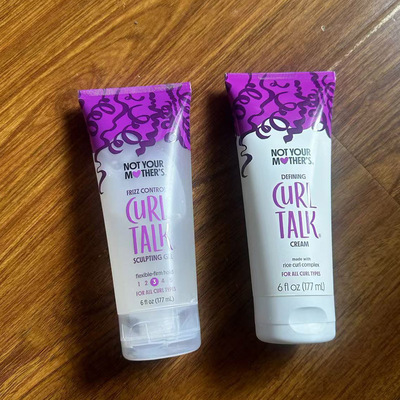 NOT YOUR
M♥THER'S®
FRIZZ CONTROL
CURL
TALK
SCULPTING GEL
flexible-firm hold
1 2 3 4
FOR ALL CURL TYPES
6 fl oz (177 mL)
NOT YOUR
M♥THER'S®
DEFINING
CURL
TALK®
CREAM
made with
rice curl complex
FOR ALL CURL TYPES
6 fl oz (177 mL)